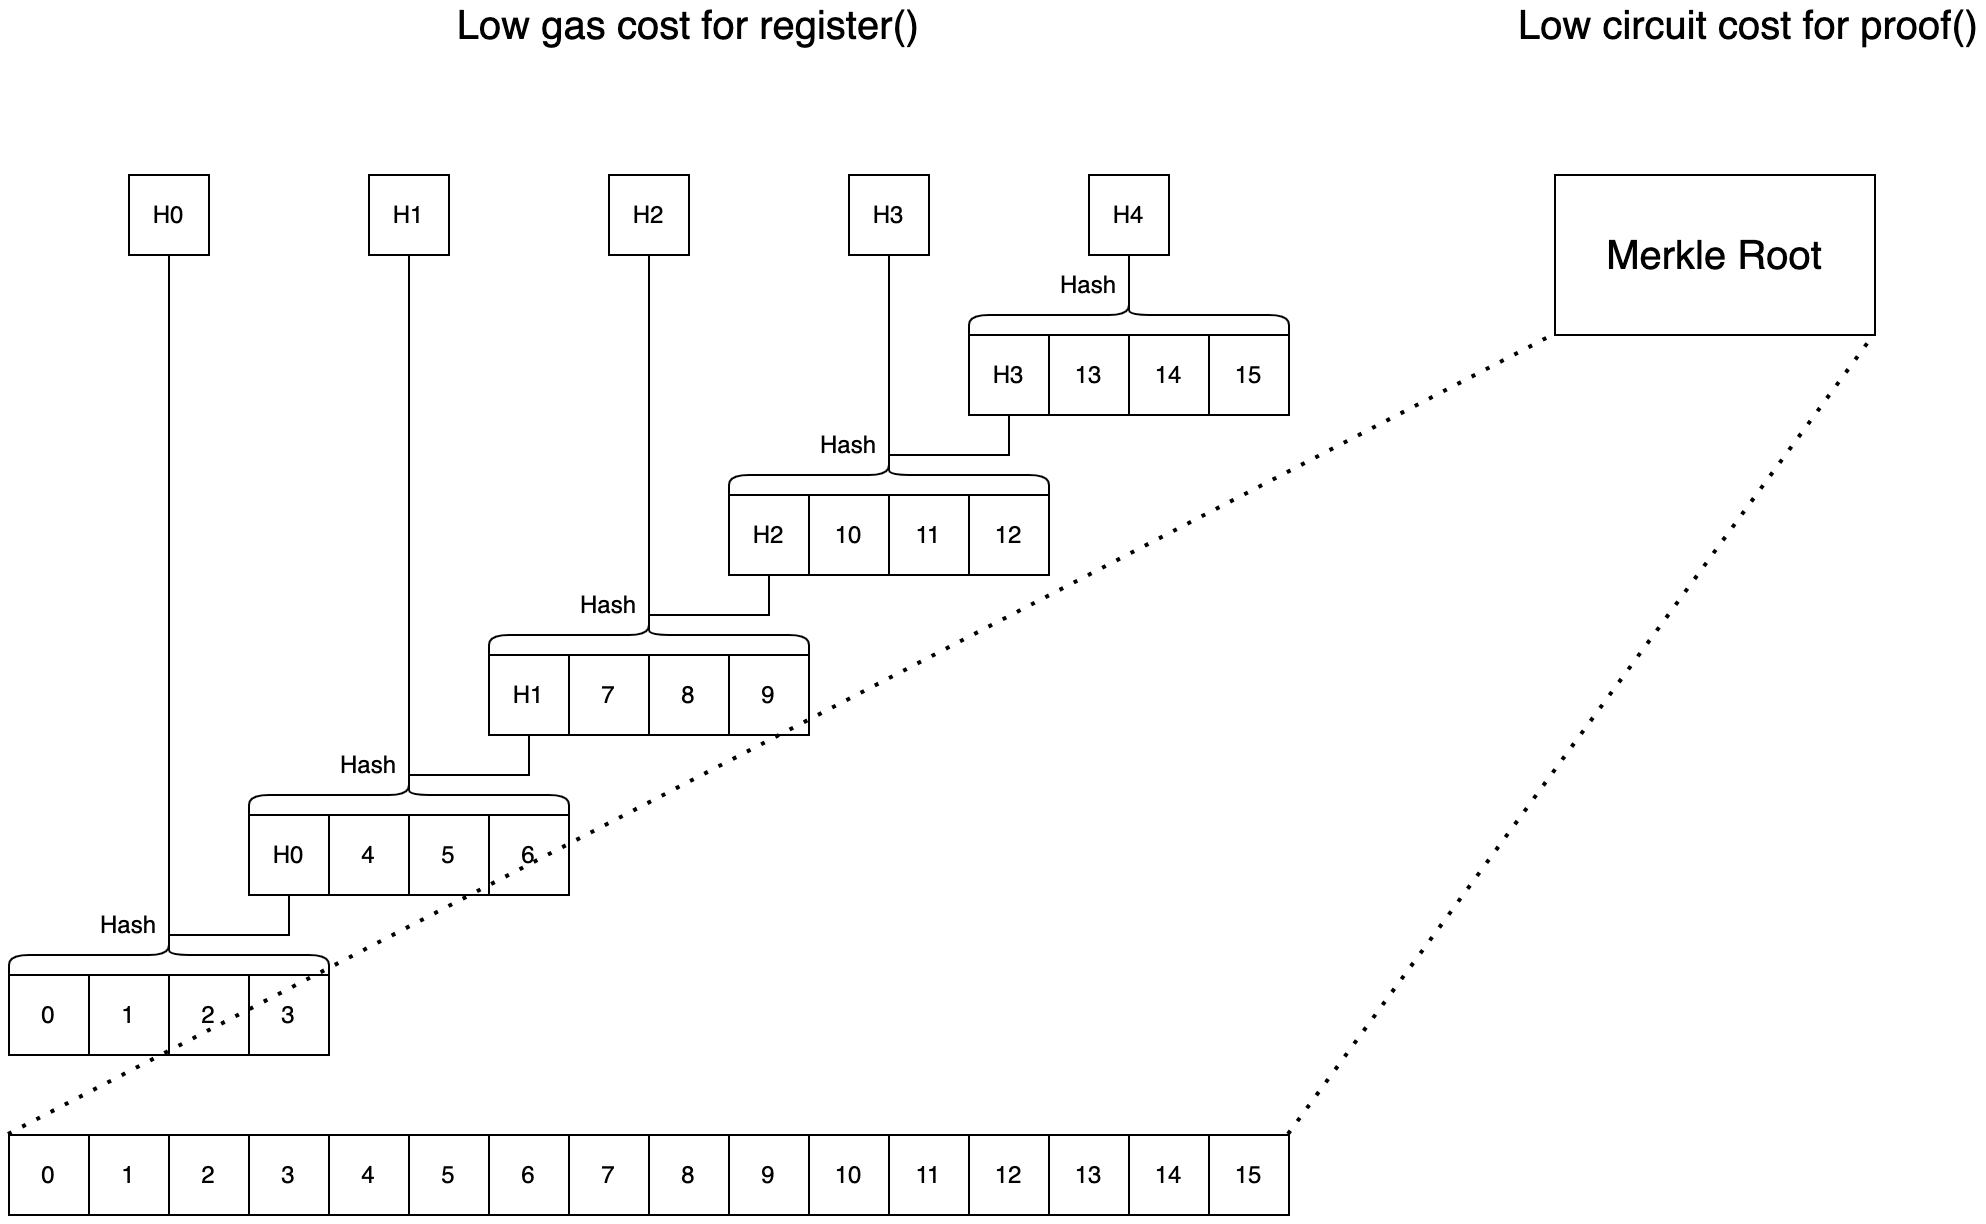 Low gas cost for register()
Low circuit cost for proof()
H0 H1 H2 H3 H4
Merkle Root
Hash
H3 13 14 15
Hash
H2 10 11 12
Hash
H1 7 8 9
Hash
H0 4 5 6
Hash
0 1 2 3
0 1 2 3 4 5 6 7 8 9 10 11 12 13 14 15